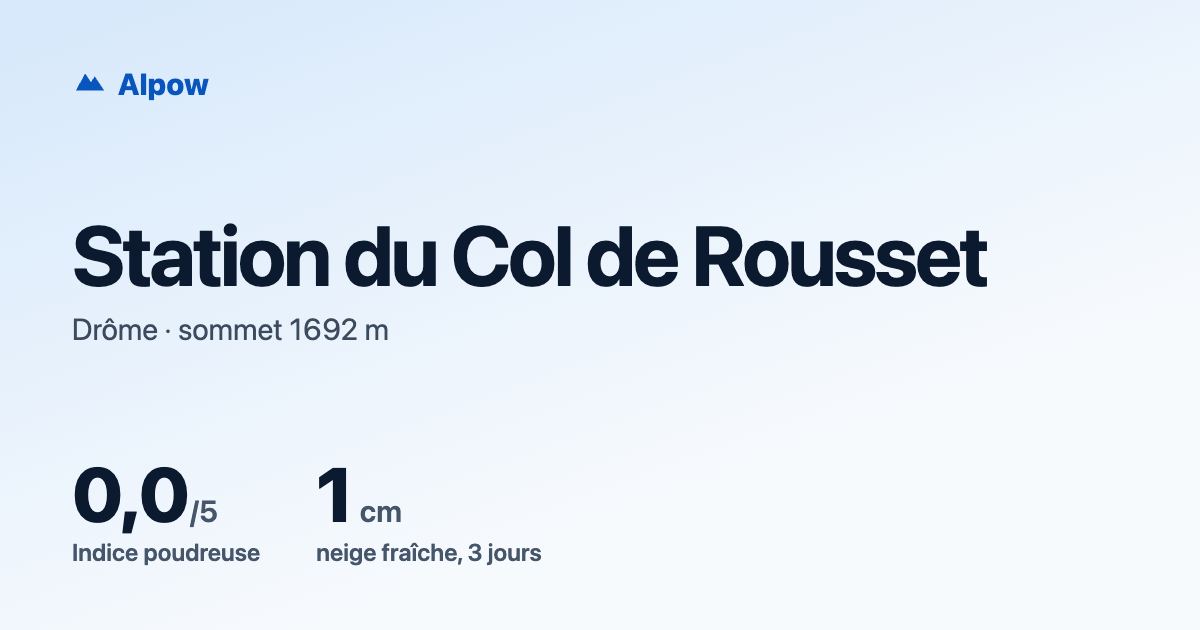 Alpow
Station du Col de Rousset
Drôme · sommet 1692 m
0,0/5
Indice poudreuse
1 cm
neige fraîche, 3 jours